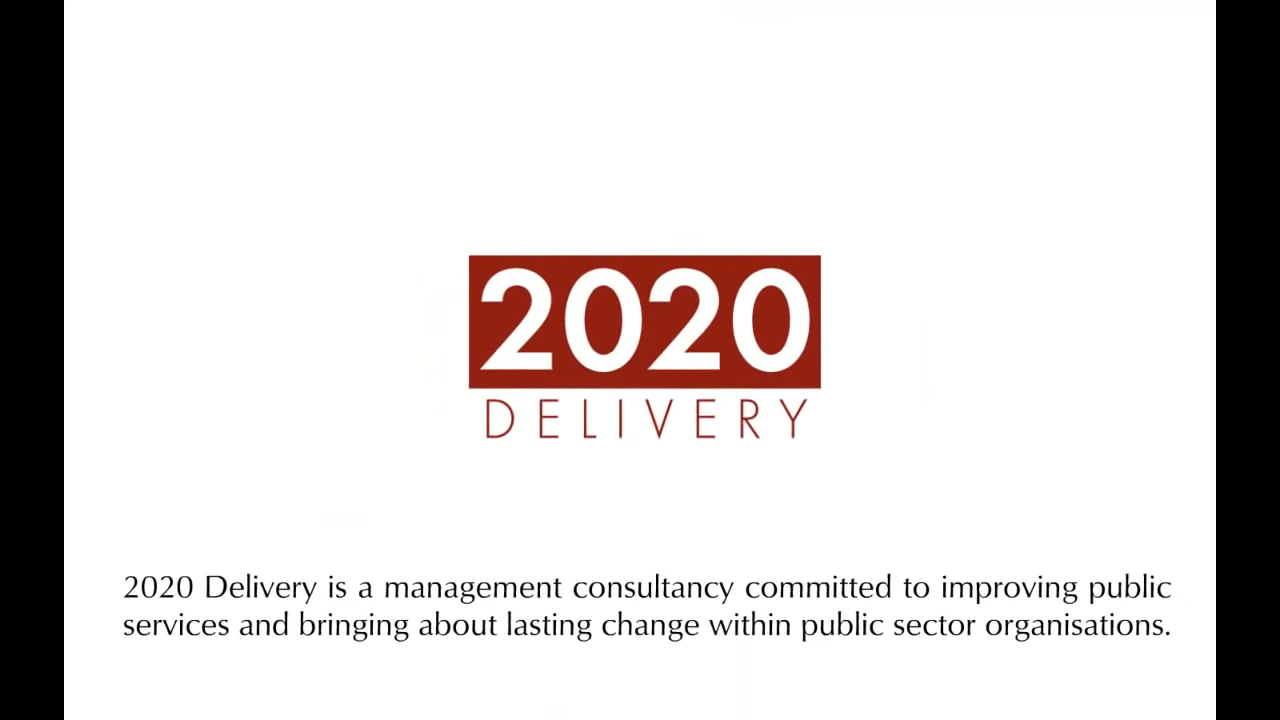 2020
DELIVERY
2020 Delivery is a management consultancy committed to improving public
services and bringing about lasting change within public sector organisations.